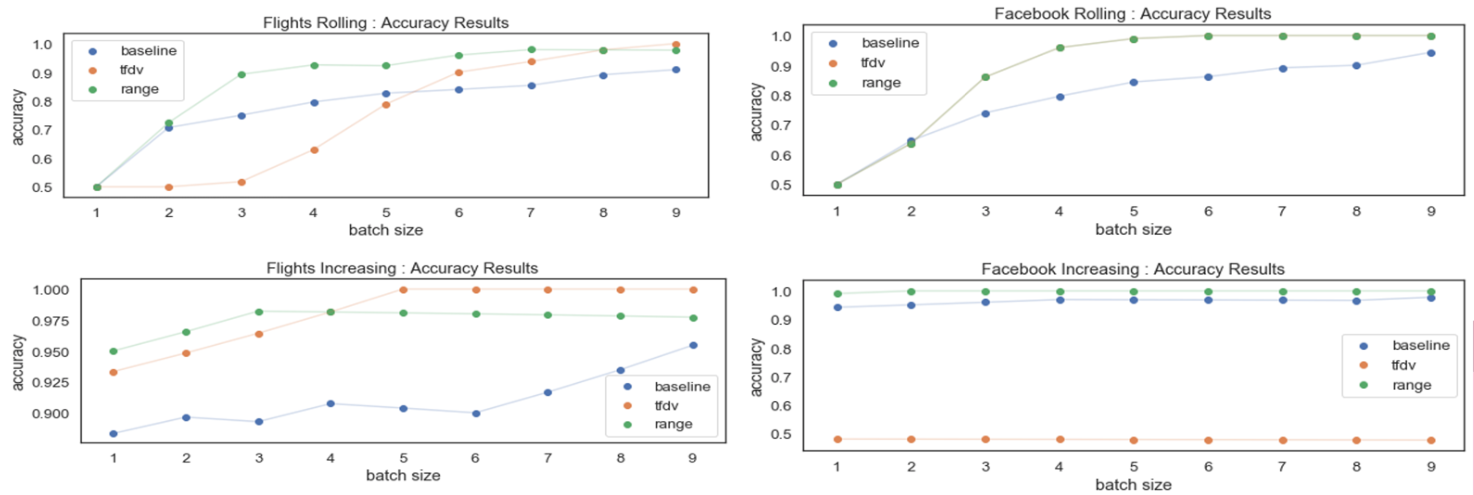 Flights Rolling : Accuracy Results
accuracy
1.0
0.9
0.8
0.7
0.6
0.5
baseline
tfdv
range
1 2 3 4 5 6 7 8 9
batch size
Facebook Rolling : Accuracy Results
accuracy
1.0
0.9
0.8
0.7
0.6
0.5
baseline
tfdv
range
1 2 3 4 5 6 7 8 9
batch size
Flights Increasing : Accuracy Results
accuracy
1.000
0.975
0.950
0.925
0.900
baseline
tfdv
range
1 2 3 4 5 6 7 8 9
batch size
Facebook Increasing : Accuracy Results
accuracy
1.0
0.9
0.8
0.7
0.6
0.5
baseline
tfdv
range
1 2 3 4 5 6 7 8 9
batch size